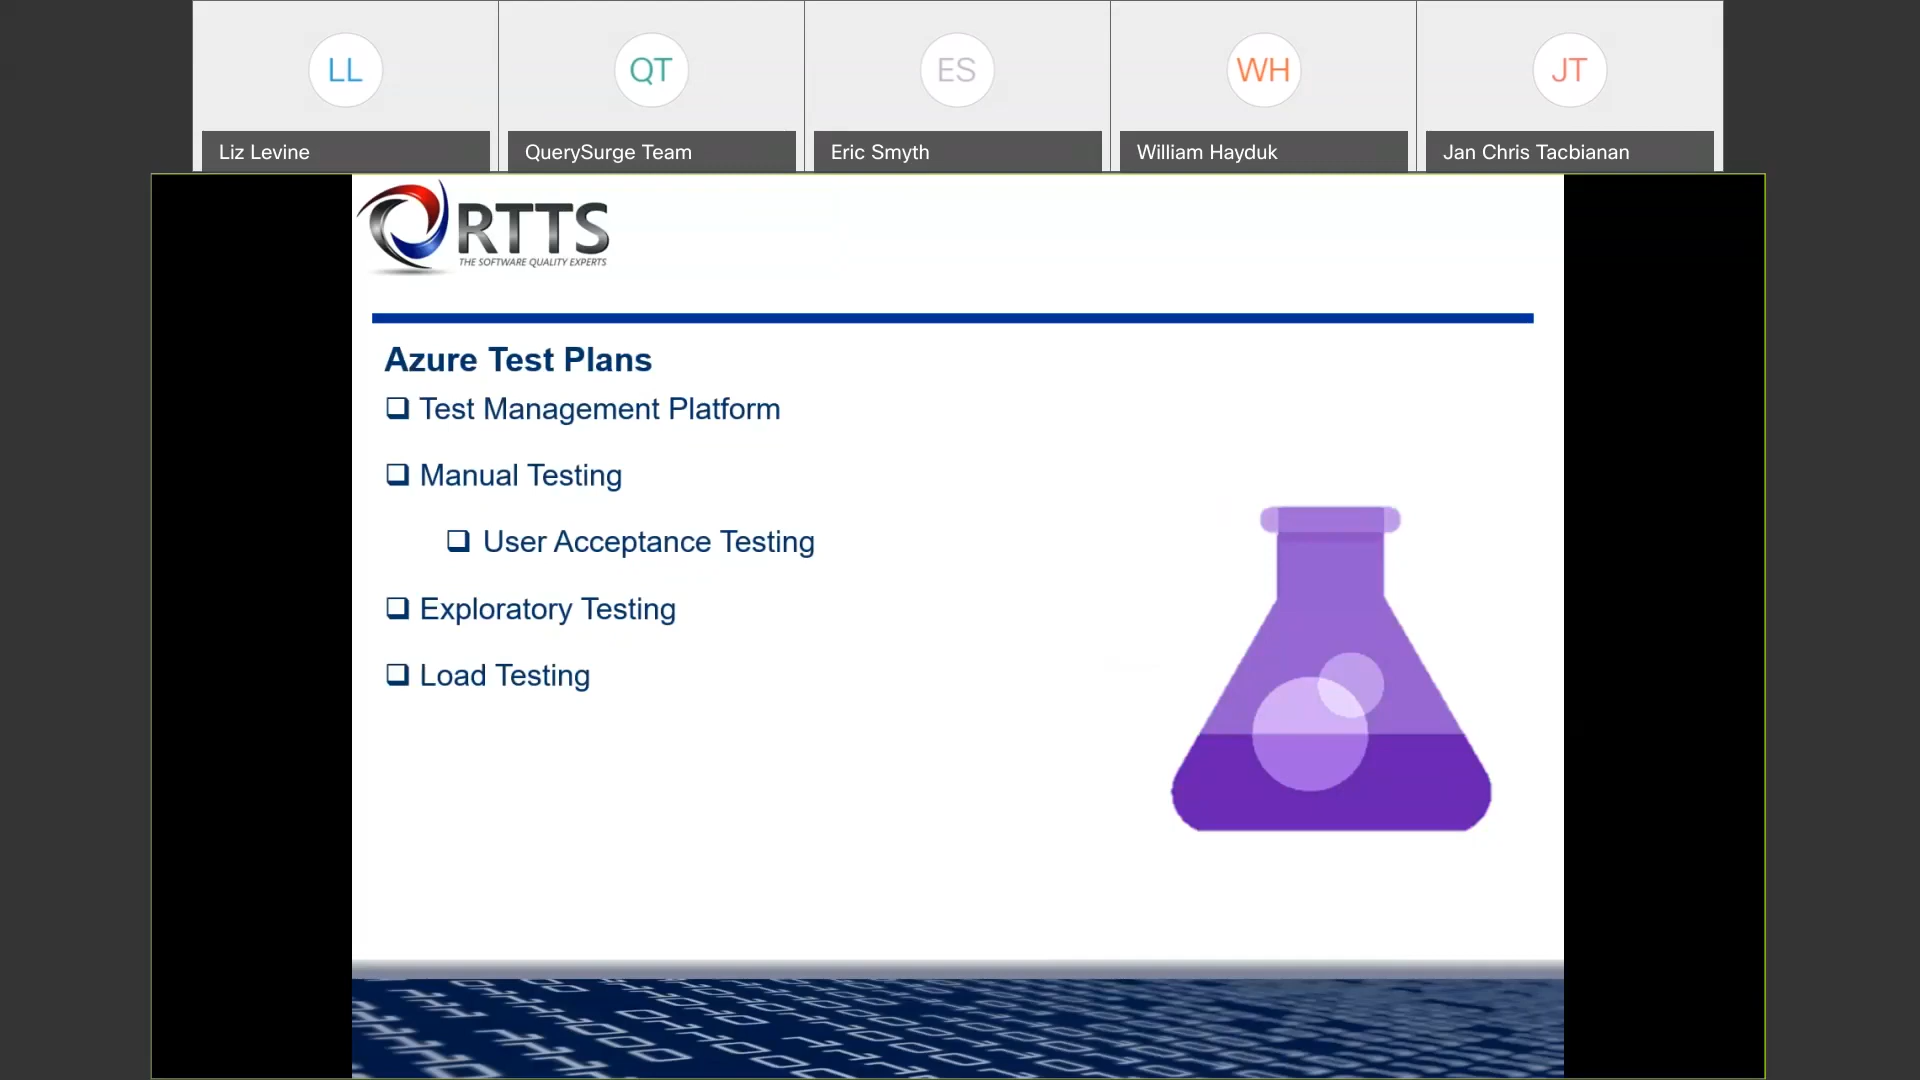 LL
QT
ES
WH
JT
Liz Levine
QuerySurge Team
Eric Smyth
William Hayduk
Jan Chris Tacbianan
RTTS
THE SOFTWARE QUALITY EXPERTS
Azure Test Plans
Test Management Platform
Manual Testing
User Acceptance Testing
Exploratory Testing
Load Testing